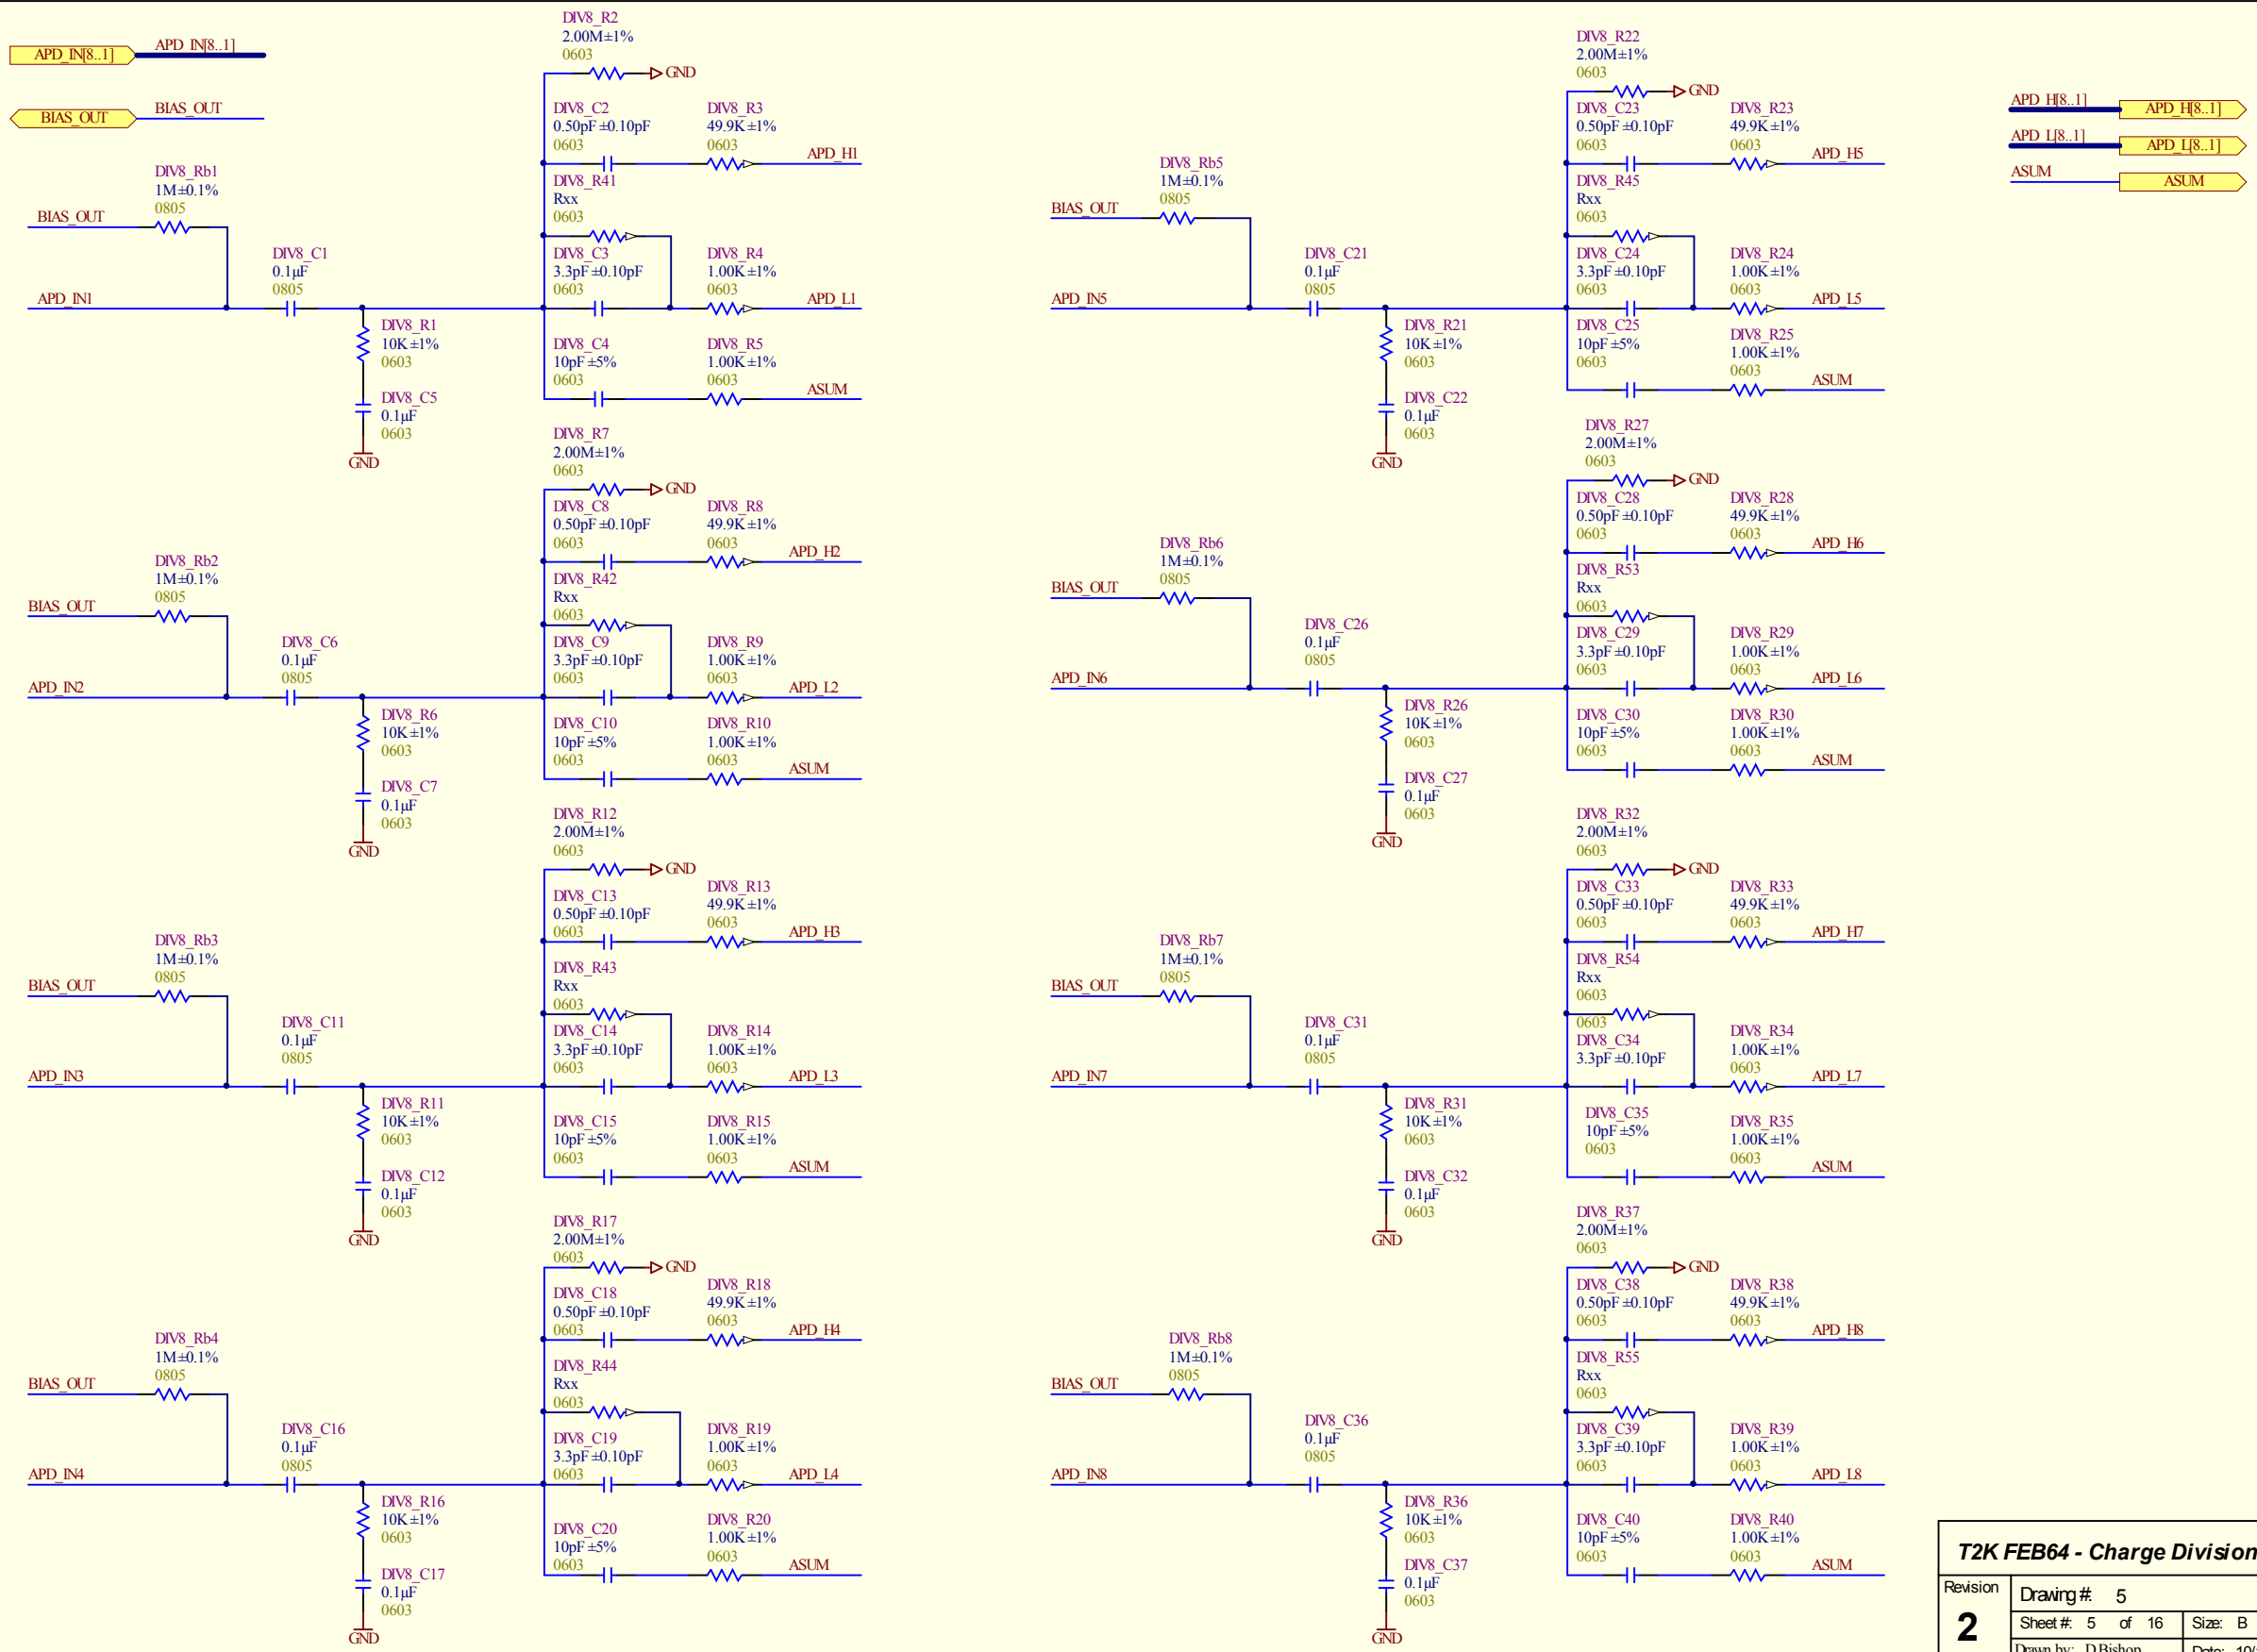 APD_IN[8..1]
APD_IN[8..1]
BIAS_OUT
BIAS_OUT
DIV8_R2
2.00M±1%
0603
GND
DIV8_C2
0.50pF±0.10pF
0603
DIV8_R3
49.9K±1%
0603
APD_H1
DIV8_Rb1
1M±0.1%
0805
BIAS_OUT
DIV8_R41
Rxx
0603
DIV8_C1
0.1µF
0805
APD_IN1
DIV8_C3
3.3pF±0.10pF
0603
DIV8_R4
1.00K±1%
0603
APD_L1
DIV8_R1
10K±1%
0603
DIV8_C4
10pF±5%
0603
DIV8_R5
1.00K±1%
0603
ASUM
DIV8_C5
0.1µF
0603
GND
DIV8_R7
2.00M±1%
0603
GND
DIV8_C8
0.50pF±0.10pF
0603
DIV8_R8
49.9K±1%
0603
APD_H2
DIV8_Rb2
1M±0.1%
0805
BIAS_OUT
DIV8_R42
Rxx
0603
DIV8_C6
0.1µF
0805
APD_IN2
DIV8_C9
3.3pF±0.10pF
0603
DIV8_R9
1.00K±1%
0603
APD_L2
DIV8_R6
10K±1%
0603
DIV8_C10
10pF±5%
0603
DIV8_R10
1.00K±1%
0603
ASUM
DIV8_C7
0.1µF
0603
GND
DIV8_R12
2.00M±1%
0603
GND
DIV8_C13
0.50pF±0.10pF
0603
DIV8_R13
49.9K±1%
0603
APD_H3
DIV8_Rb3
1M±0.1%
0805
BIAS_OUT
DIV8_R43
Rxx
0603
DIV8_C11
0.1µF
0805
APD_IN3
DIV8_C14
3.3pF±0.10pF
0603
DIV8_R14
1.00K±1%
0603
APD_L3
DIV8_R11
10K±1%
0603
DIV8_C15
10pF±5%
0603
DIV8_R15
1.00K±1%
0603
ASUM
DIV8_C12
0.1µF
0603
GND
DIV8_R17
2.00M±1%
0603
GND
DIV8_C18
0.50pF±0.10pF
0603
DIV8_R18
49.9K±1%
0603
APD_H4
DIV8_Rb4
1M±0.1%
0805
BIAS_OUT
DIV8_R44
Rxx
0603
DIV8_C16
0.1µF
0805
APD_IN4
DIV8_C19
3.3pF±0.10pF
0603
DIV8_R19
1.00K±1%
0603
APD_L4
DIV8_R16
10K±1%
0603
DIV8_C20
10pF±5%
0603
DIV8_R20
1.00K±1%
0603
ASUM
DIV8_C17
0.1µF
0603
GND
DIV8_R22
2.00M±1%
0603
GND
DIV8_C23
0.50pF±0.10pF
0603
DIV8_R23
49.9K±1%
0603
APD_H5
DIV8_Rb5
1M±0.1%
0805
BIAS_OUT
DIV8_R45
Rxx
0603
DIV8_C21
0.1µF
0805
APD_IN5
DIV8_C24
3.3pF±0.10pF
0603
DIV8_R24
1.00K±1%
0603
APD_L5
DIV8_R21
10K±1%
0603
DIV8_C25
10pF±5%
0603
DIV8_R25
1.00K±1%
0603
ASUM
DIV8_C22
0.1µF
0603
GND
DIV8_R27
2.00M±1%
0603
GND
DIV8_C28
0.50pF±0.10pF
0603
DIV8_R28
49.9K±1%
0603
APD_H6
DIV8_Rb6
1M±0.1%
0805
BIAS_OUT
DIV8_R53
Rxx
0603
DIV8_C26
0.1µF
0805
APD_IN6
DIV8_C29
3.3pF±0.10pF
0603
DIV8_R29
1.00K±1%
0603
APD_L6
DIV8_R26
10K±1%
0603
DIV8_C30
10pF±5%
0603
DIV8_R30
1.00K±1%
0603
ASUM
DIV8_C27
0.1µF
0603
GND
DIV8_R32
2.00M±1%
0603
GND
DIV8_C33
0.50pF±0.10pF
0603
DIV8_R33
49.9K±1%
0603
APD_H7
DIV8_Rb7
1M±0.1%
0805
BIAS_OUT
DIV8_R54
Rxx
0603
DIV8_C31
0.1µF
0805
APD_IN7
0603
DIV8_C34
3.3pF±0.10pF
DIV8_R34
1.00K±1%
0603
APD_L7
DIV8_R31
10K±1%
0603
DIV8_C35
10pF±5%
0603
DIV8_R35
1.00K±1%
0603
ASUM
DIV8_C32
0.1µF
0603
GND
DIV8_R37
2.00M±1%
0603
GND
DIV8_C38
0.50pF±0.10pF
0603
DIV8_R38
49.9K±1%
0603
APD_H8
DIV8_Rb8
1M±0.1%
0805
BIAS_OUT
DIV8_R55
Rxx
0603
DIV8_C36
0.1µF
0805
APD_IN8
DIV8_C39
3.3pF±0.10pF
0603
DIV8_R39
1.00K±1%
0603
APD_L8
DIV8_R36
10K±1%
0603
DIV8_C40
10pF±5%
0603
DIV8_R40
1.00K±1%
0603
ASUM
DIV8_C37
0.1µF
0603
GND
APD_H[8..1]
APD_H[8..1]
APD_L[8..1]
APD_L[8..1]
ASUM
ASUM
T2K FEB64 - Charge Division
Revision
2
Drawing #: 5
Sheet #: 5 of 16 Size: B
Drawn by: D.Bishop Date: